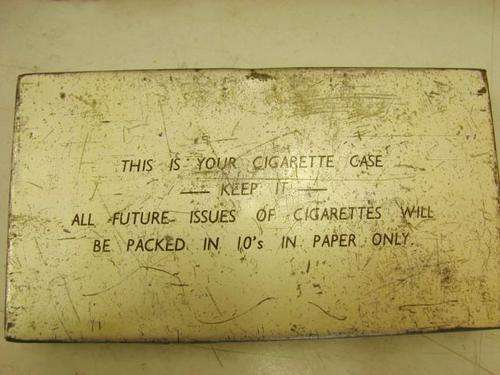 THIS IS YOUR CIGARETTE CASE
— KEEP IT —
ALL FUTURE ISSUES OF CIGARETTES WILL
BE PACKED IN 10's IN PAPER ONLY.